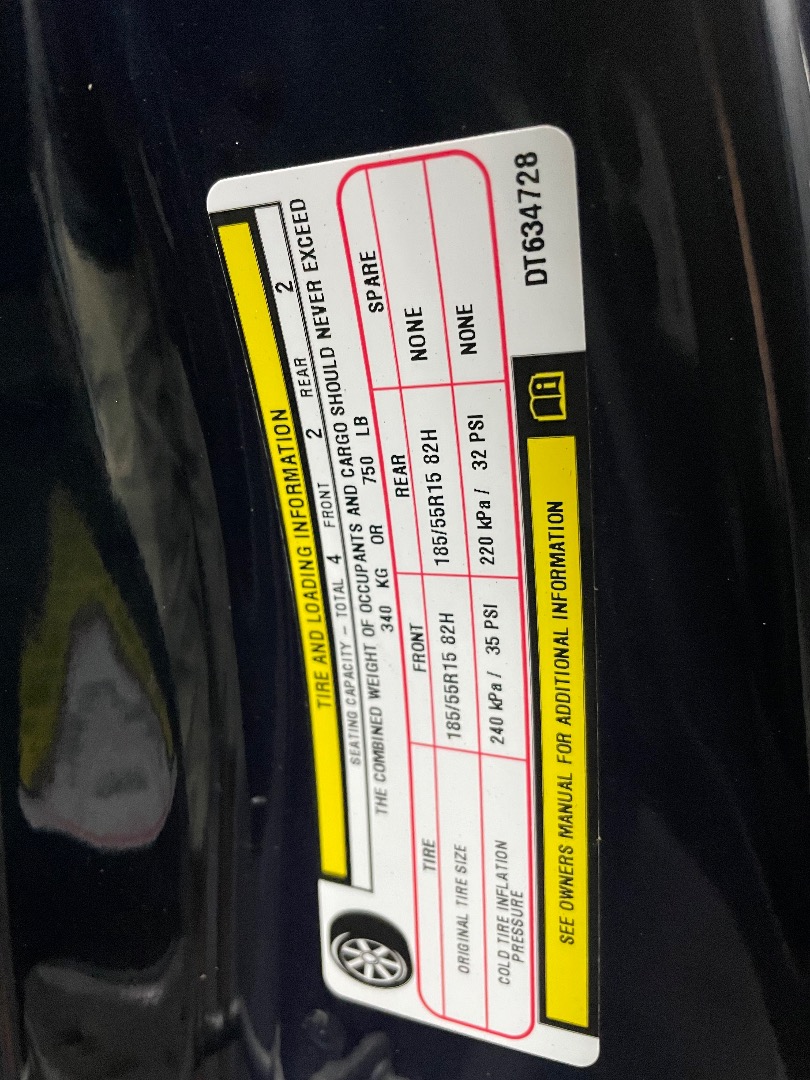 TIRE AND LOADING INFORMATION
SEATING CAPACITY – TOTAL 4 FRONT 2 REAR 2
THE COMBINED WEIGHT OF OCCUPANTS AND CARGO SHOULD NEVER EXCEED
340 KG OR 750 LB
TIRE FRONT REAR SPARE
ORIGINAL TIRE SIZE 185/55R15 82H 185/55R15 82H NONE
COLD TIRE INFLATION PRESSURE 240 kPa / 35 PSI 220 kPa / 32 PSI NONE
SEE OWNERS MANUAL FOR ADDITIONAL INFORMATION
DT634728